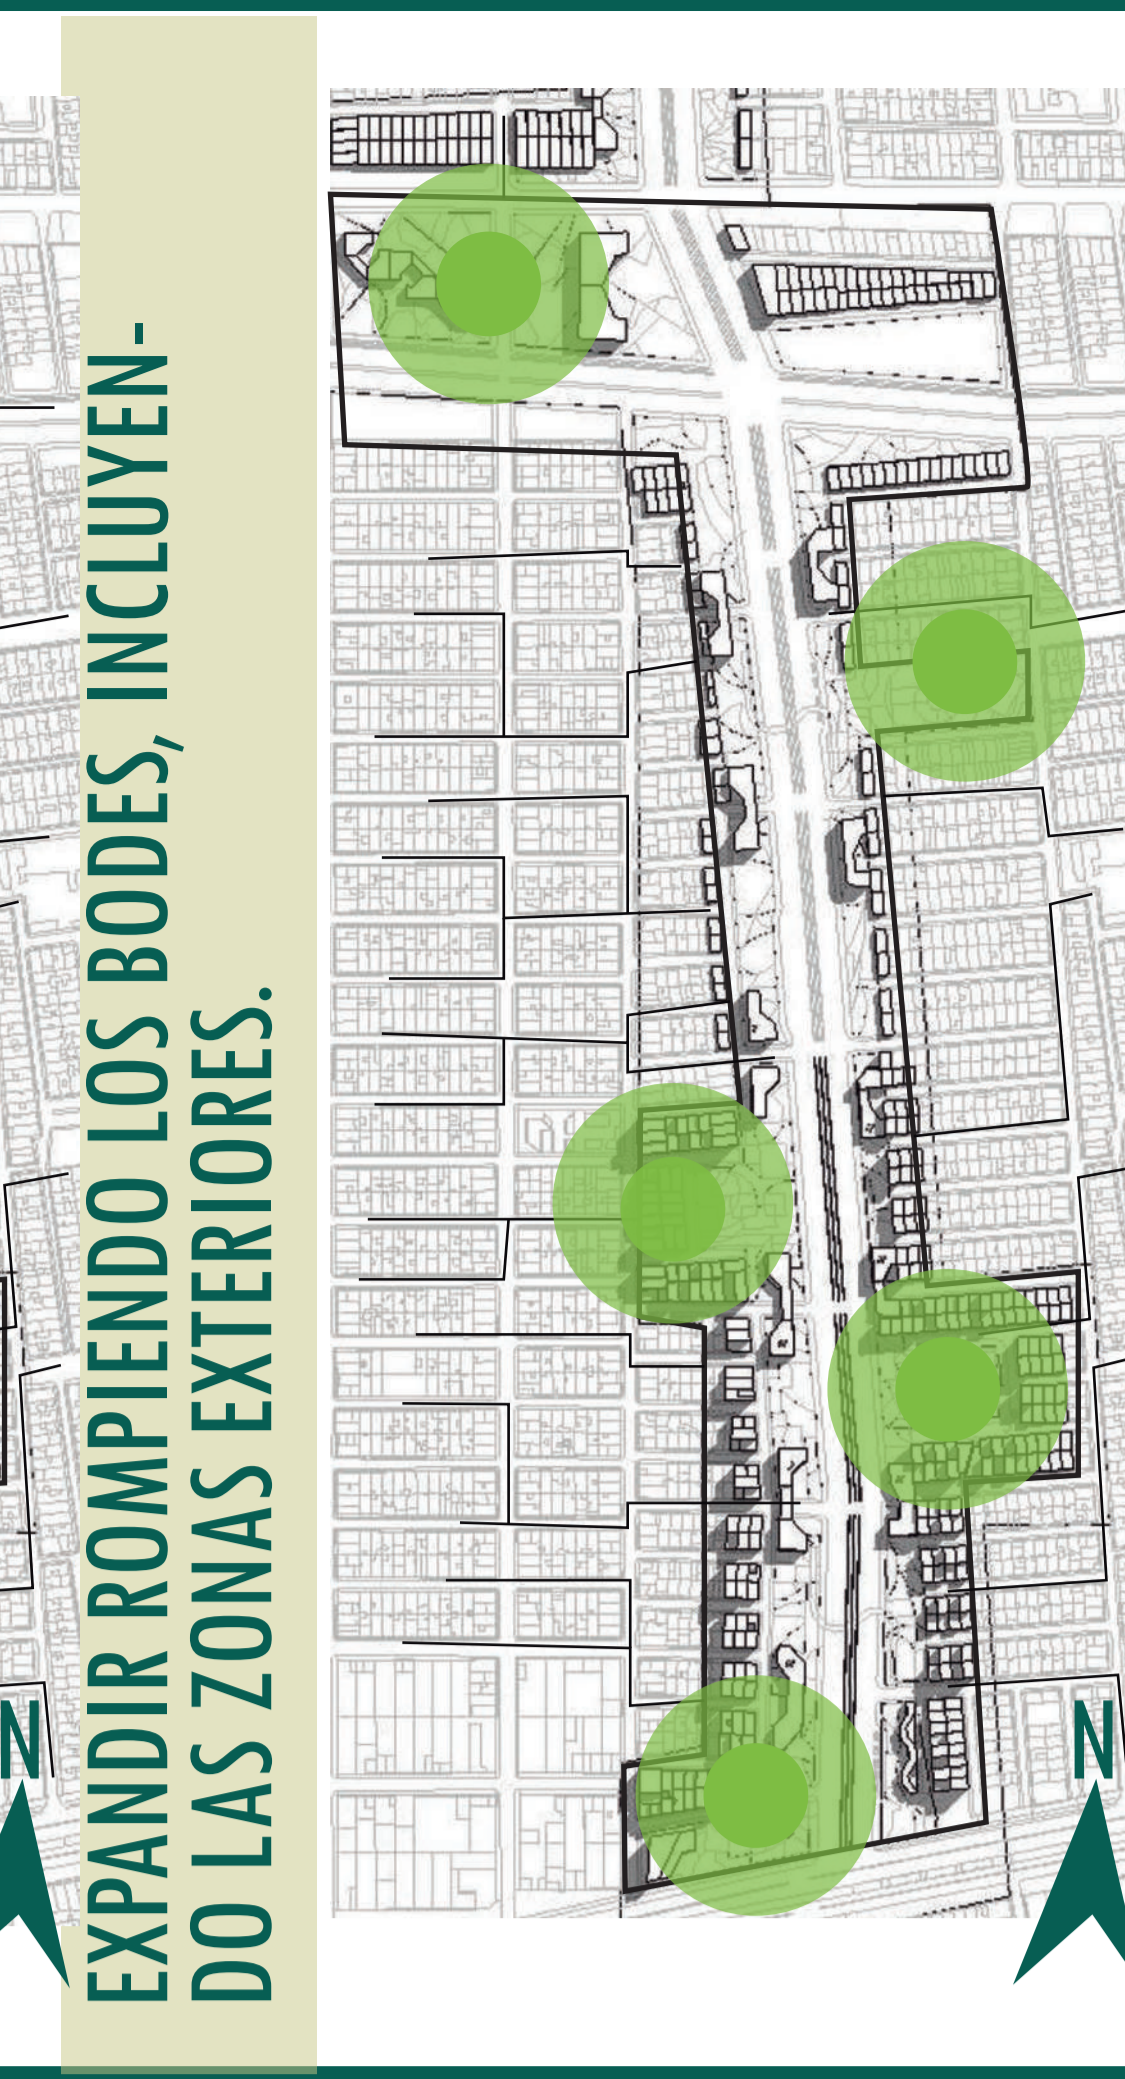 EXPANDIR ROMPIENDO LOS BODES, INCLUYEN-
DO LAS ZONAS EXTERIORES.
N
N